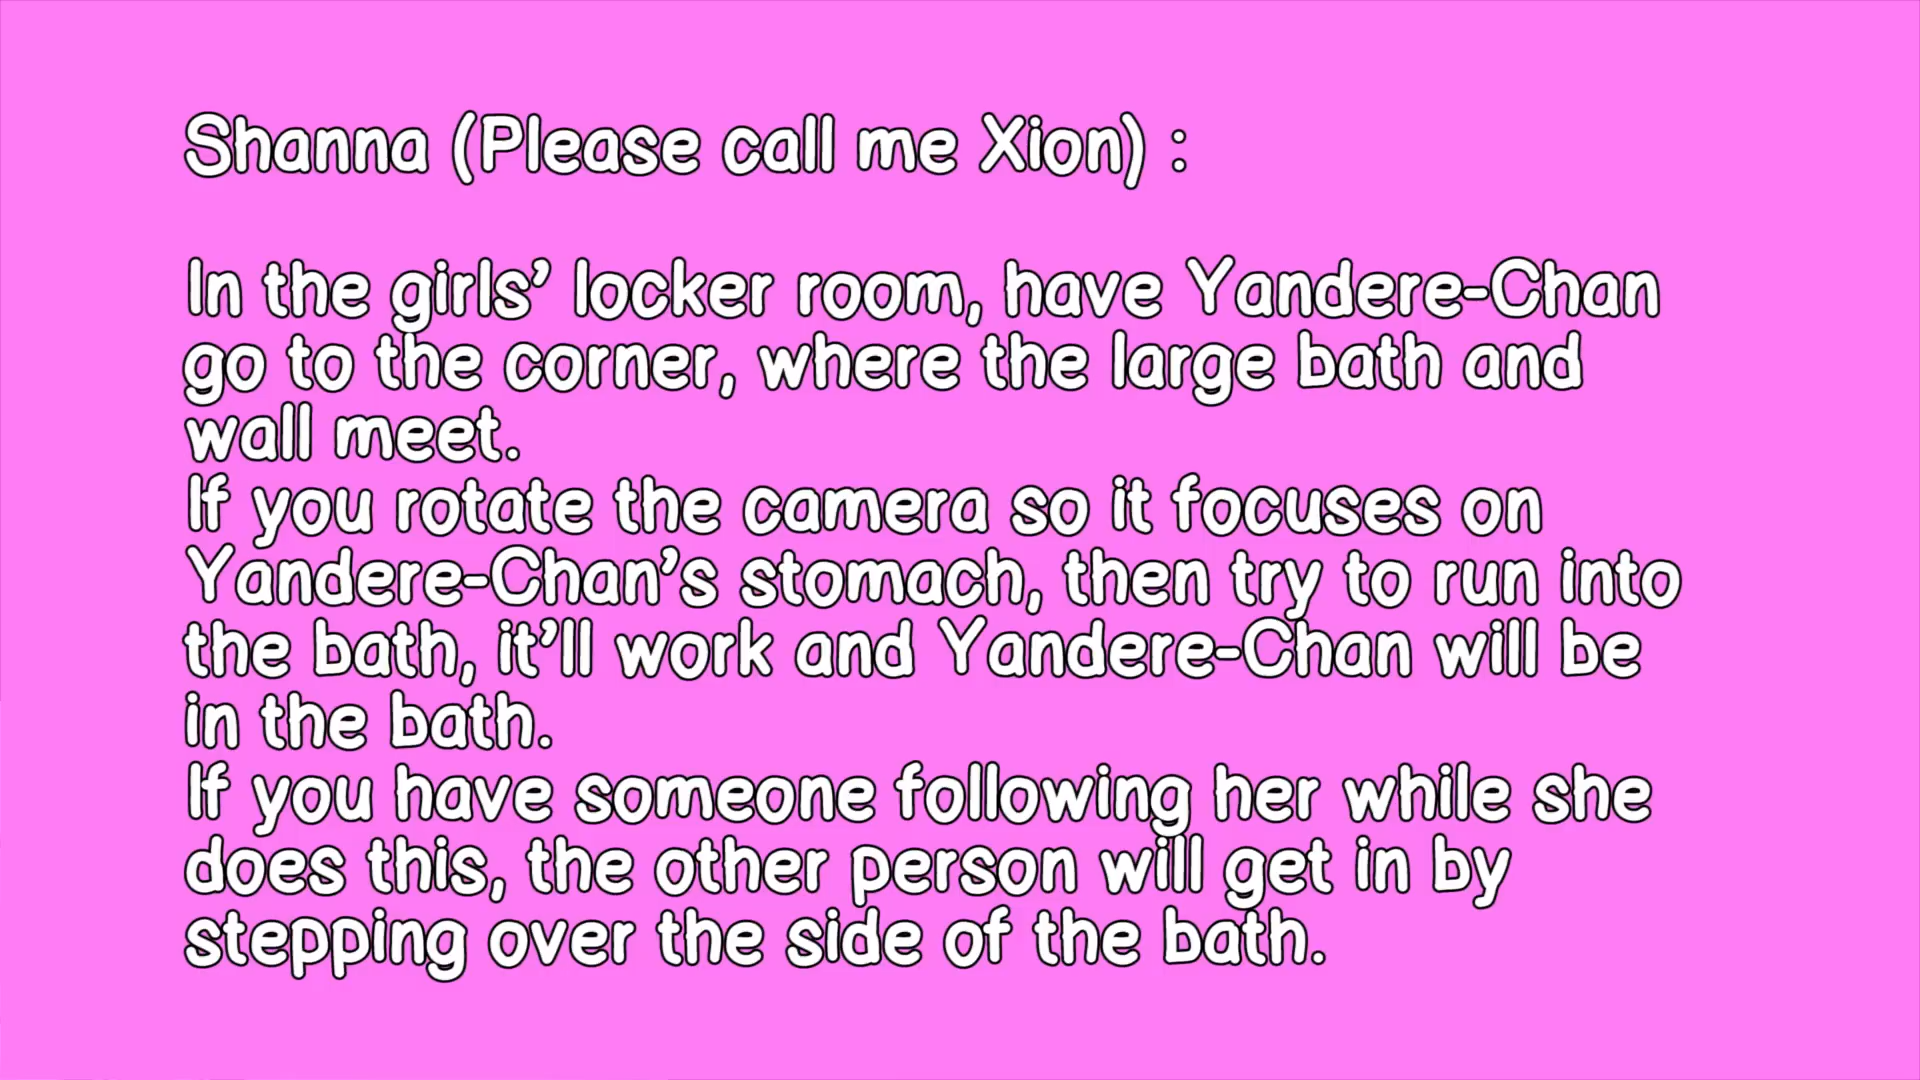 Shanna (Please call me Xion) :
In the girls’ locker room, have Yandere-Chan
go to the corner, where the large bath and
wall meet.
If you rotate the camera so it focuses on
Yandere-Chan’s stomach, then try to run into
the bath, it’ll work and Yandere-Chan will be
in the bath.
If you have someone following her while she
does this, the other person will get in by
stepping over the side of the bath.